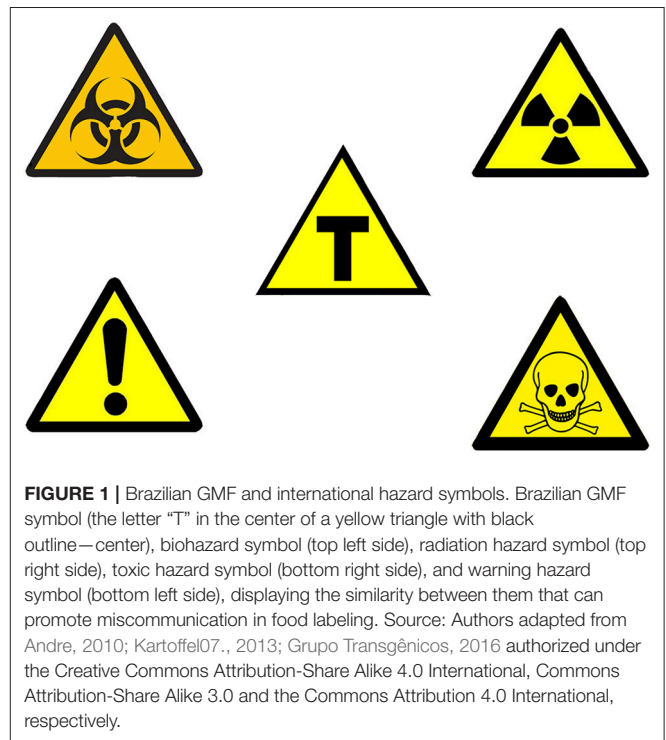 T
!
FIGURE 1 | Brazilian GMF and international hazard symbols. Brazilian GMF
symbol (the letter “T” in the center of a yellow triangle with black
outline—center), biohazard symbol (top left side), radiation hazard symbol (top
right side), toxic hazard symbol (bottom right side), and warning hazard
symbol (bottom left side), displaying the similarity between them that can
promote miscommunication in food labeling. Source: Authors adapted from
Andre, 2010; Kartoffel07., 2013; Grupo Transgênicos, 2016 authorized under
the Creative Commons Attribution-Share Alike 4.0 International, Commons
Attribution-Share Alike 3.0 and the Commons Attribution 4.0 International,
respectively.